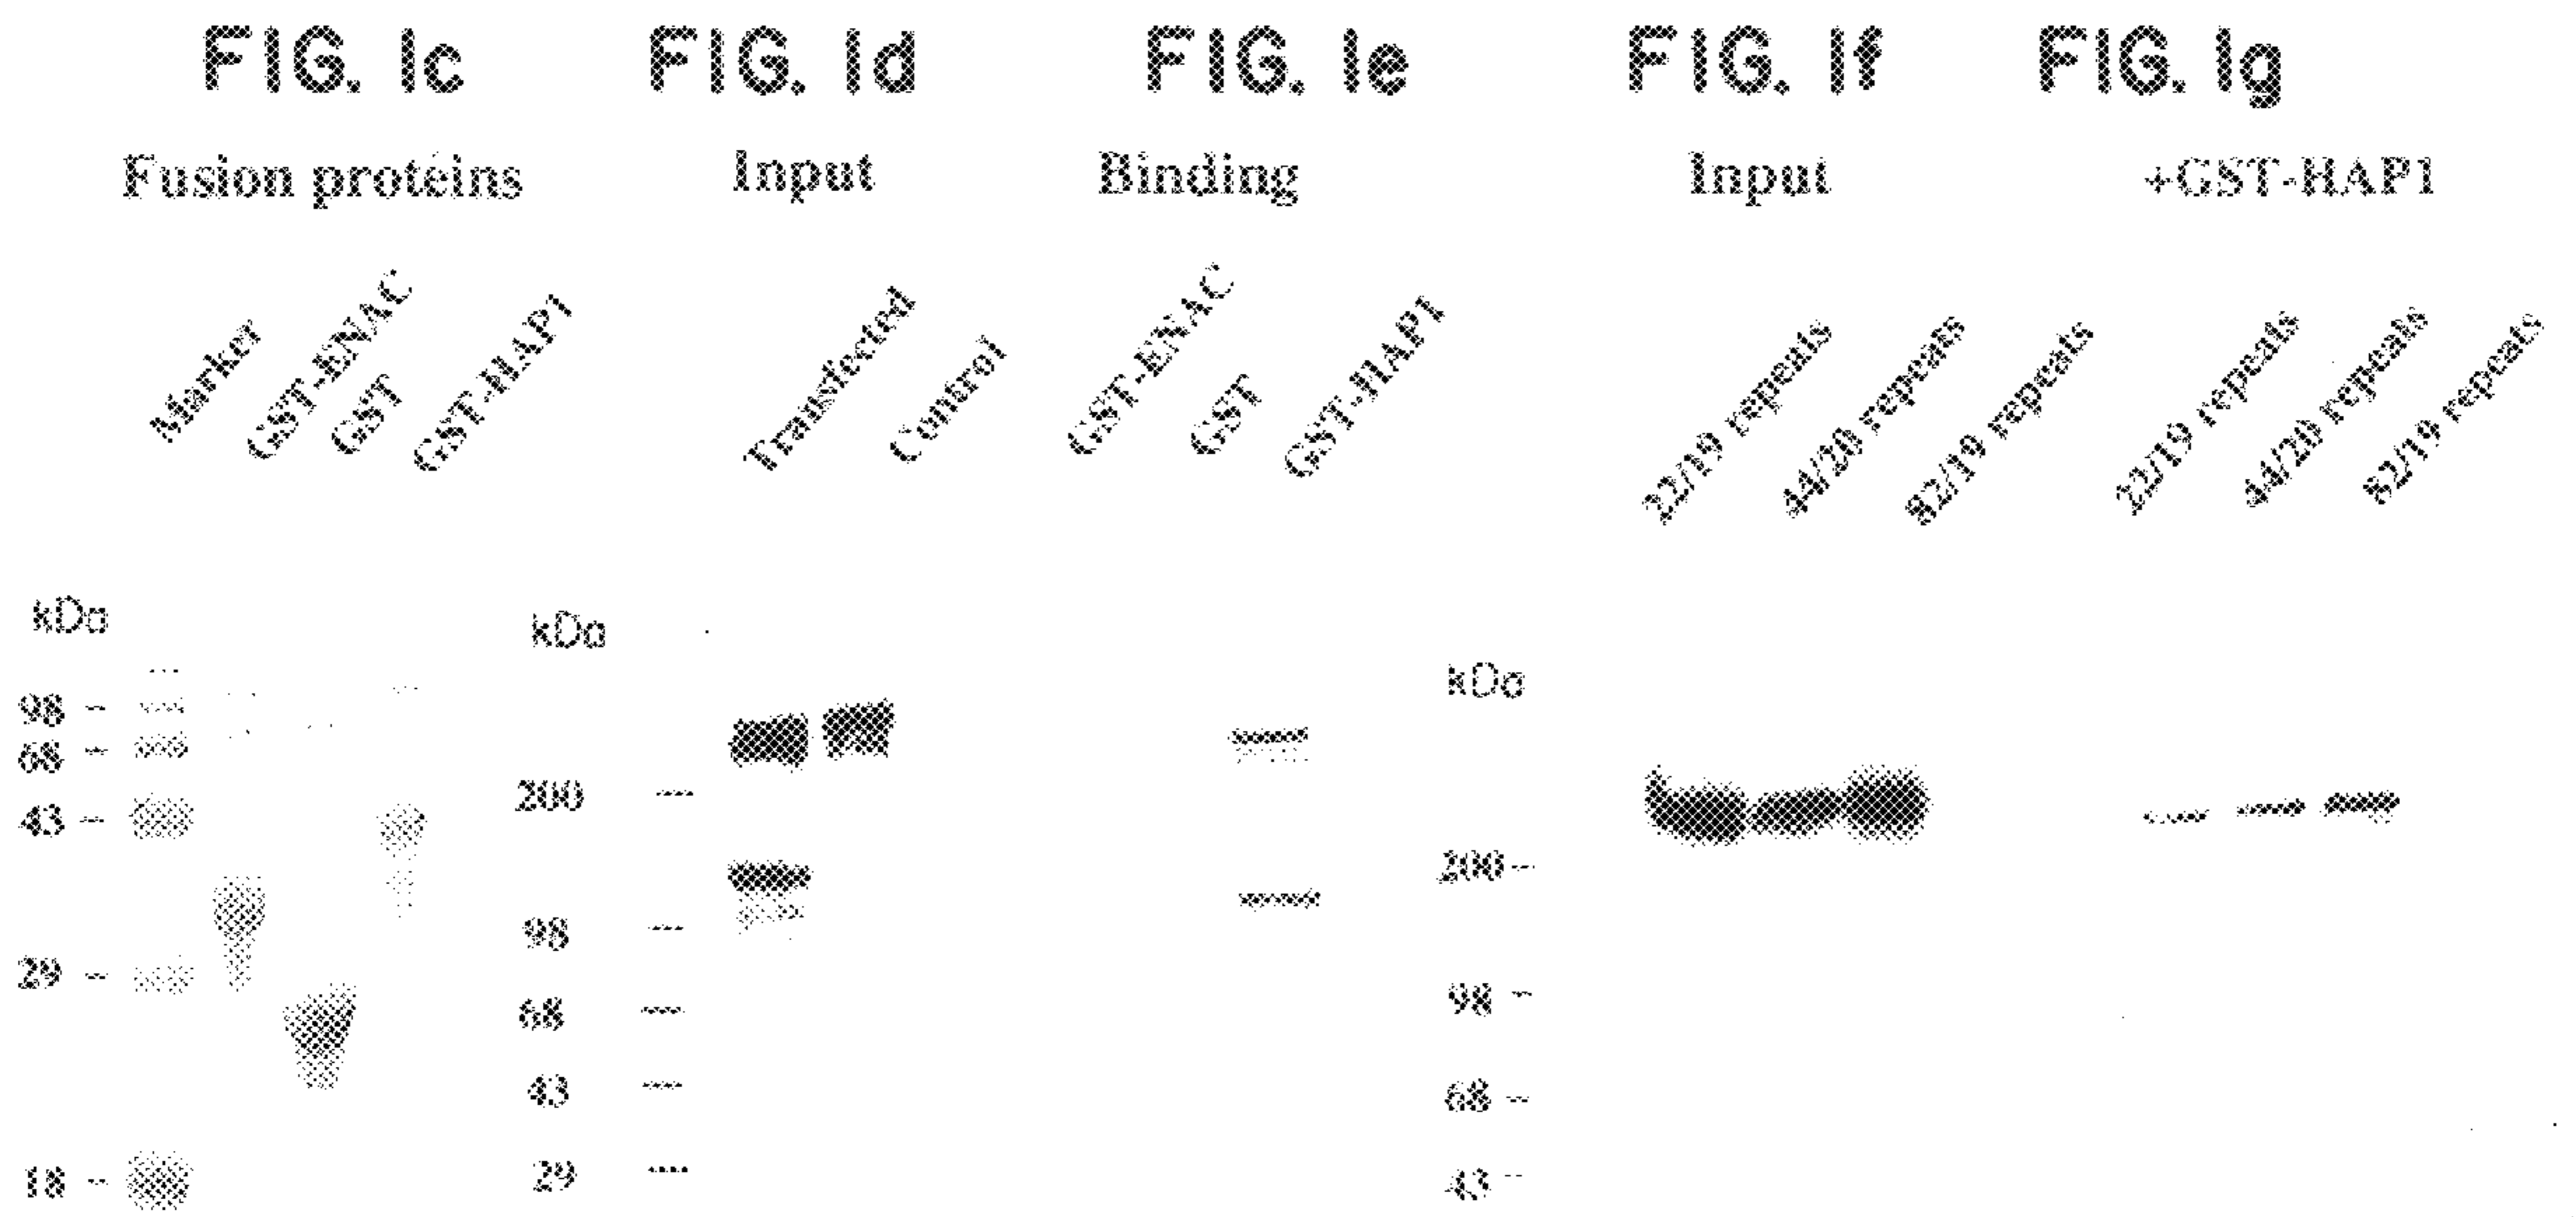 FIG. 1c FIG. 1d FIG. 1e FIG. 1f FIG. 1g
Fusion proteins Input Binding Input +GST-HAP1
Marker GST-ENAC GST GST-HAP1 Transfected Control GST-ENAC GST GST-HAP1 22/19 repeats 44/20 repeats 82/19 repeats 22/19 repeats 44/20 repeats 82/19 repeats
kDa
98
68
43
29
18
kDa
200
98
68
43
29
kDa
200
98
68
43